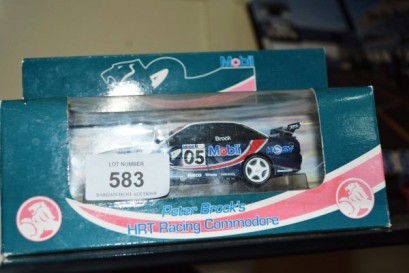 Mobil
Brock
05
Mobil
LOT NUMBER
583
Peter Brock's
HRT Racing Commodore